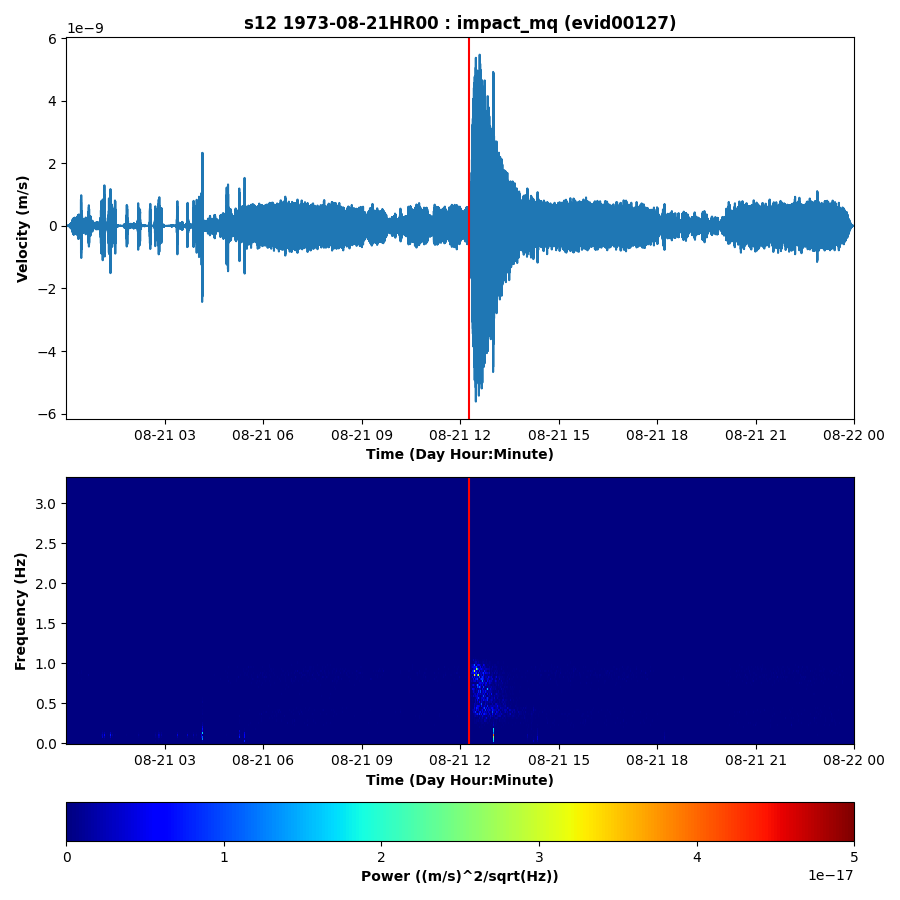 s12 1973-08-21HR00 : impact_mq (evid00127)
1e−9
6
4
2
0
−2
−4
−6
Velocity (m/s)
08-21 03 08-21 06 08-21 09 08-21 12 08-21 15 08-21 18 08-21 21 08-22 00
Time (Day Hour:Minute)
3.0
2.5
2.0
1.5
1.0
0.5
0.0
Frequency (Hz)
08-21 03 08-21 06 08-21 09 08-21 12 08-21 15 08-21 18 08-21 21 08-22 00
Time (Day Hour:Minute)
0 1 2 3 4 5
1e−17
Power ((m/s)^2/sqrt(Hz))